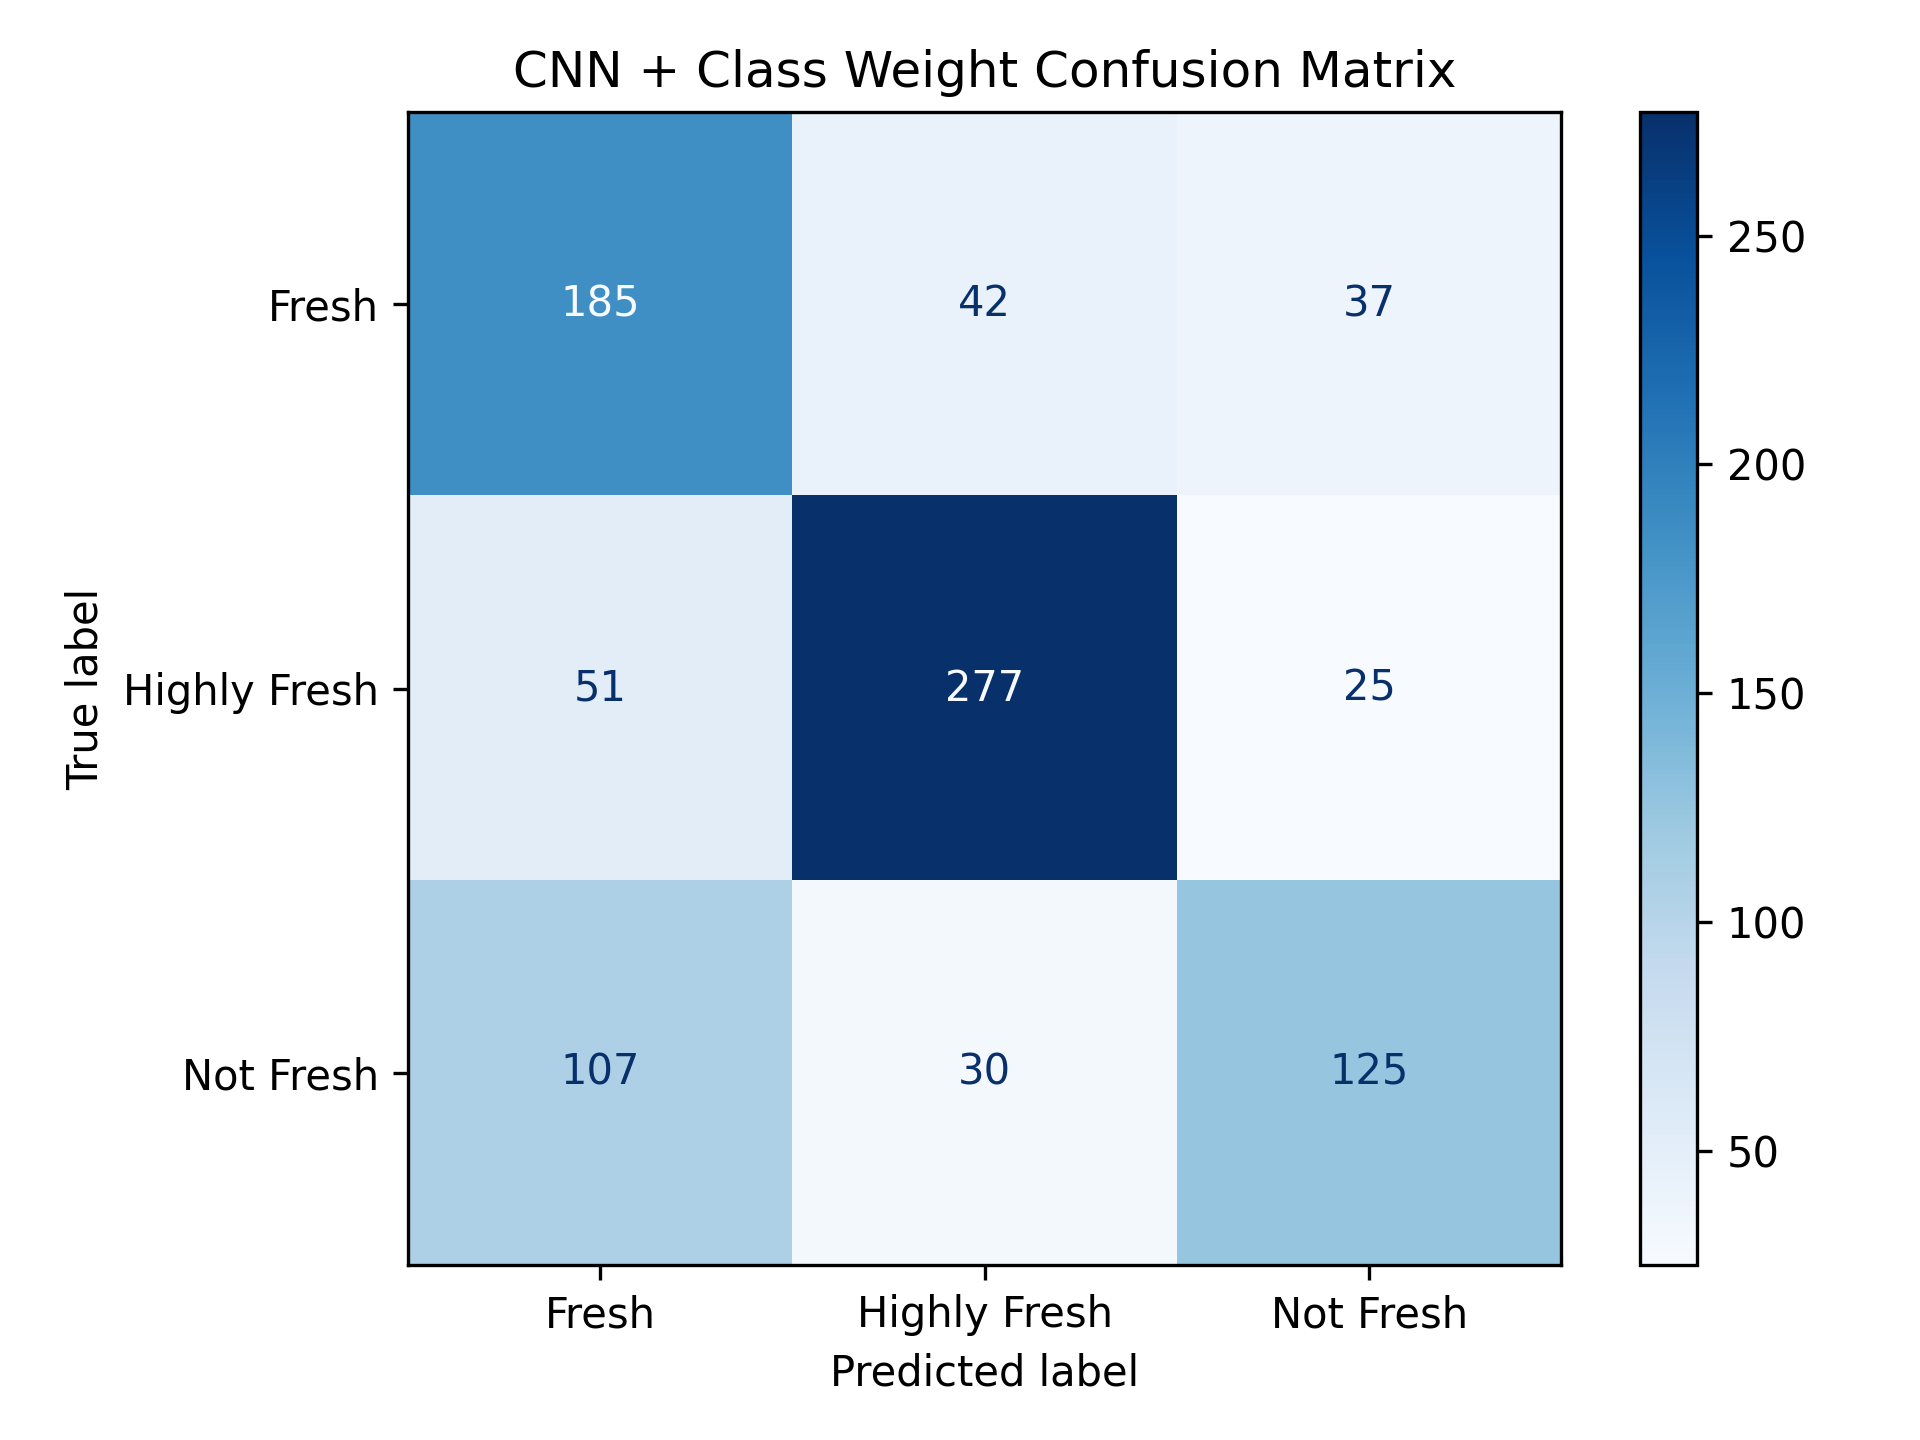 CNN + Class Weight Confusion Matrix
Fresh 185 42 37
Highly Fresh 51 277 25
Not Fresh 107 30 125
Fresh Highly Fresh Not Fresh
Predicted label
True label
250
200
150
100
50